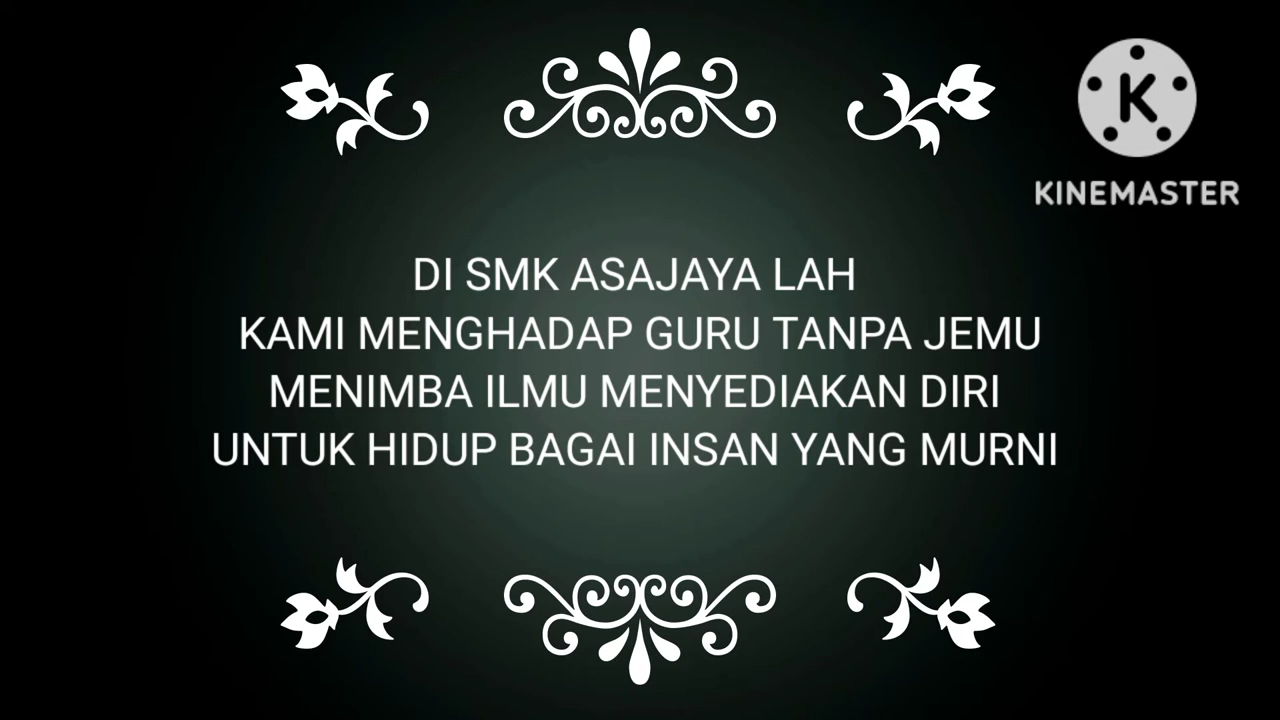 K
KINEMASTER
DI SMK ASAJAYA LAH
KAMI MENGHADAP GURU TANPA JEMU
MENIMBA ILMU MENYEDIAKAN DIRI
UNTUK HIDUP BAGAI INSAN YANG MURNI